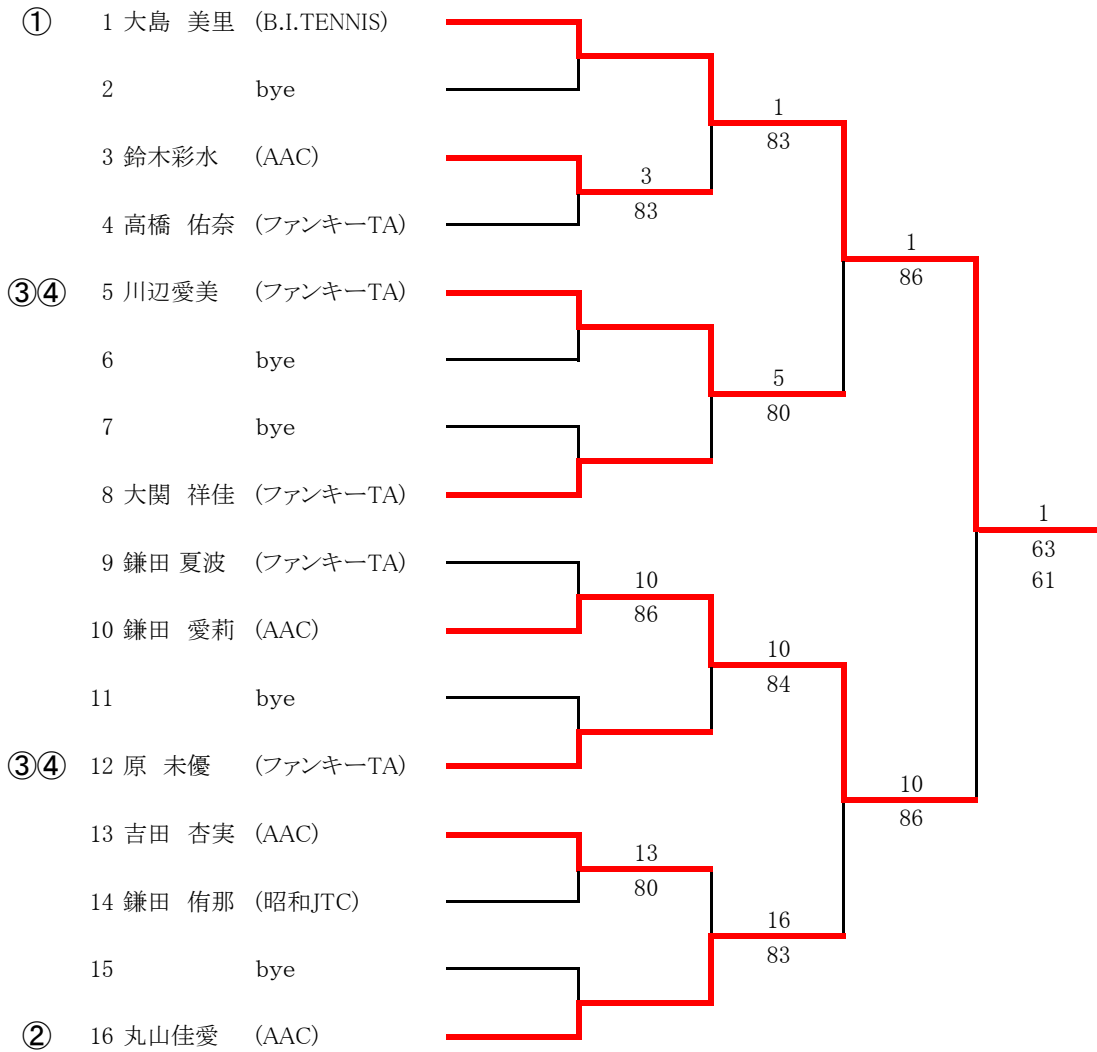 ① 1 大島 美里 (B.I.TENNIS)
2 bye
1
83
3 鈴木彩水 (AAC)
3
83
4 高橋 佑奈 (ファンキーTA)
1
86
③④ 5 川辺愛美 (ファンキーTA)
6 bye
5
80
7 bye
8 大関 祥佳 (ファンキーTA)
1
63
61
9 鎌田 夏波 (ファンキーTA)
10
86
10 鎌田 愛莉 (AAC)
10
84
11 bye
③④ 12 原 未優 (ファンキーTA)
10
86
13 吉田 杏実 (AAC)
13
80
14 鎌田 侑那 (昭和JTC)
16
83
15 bye
② 16 丸山佳愛 (AAC)